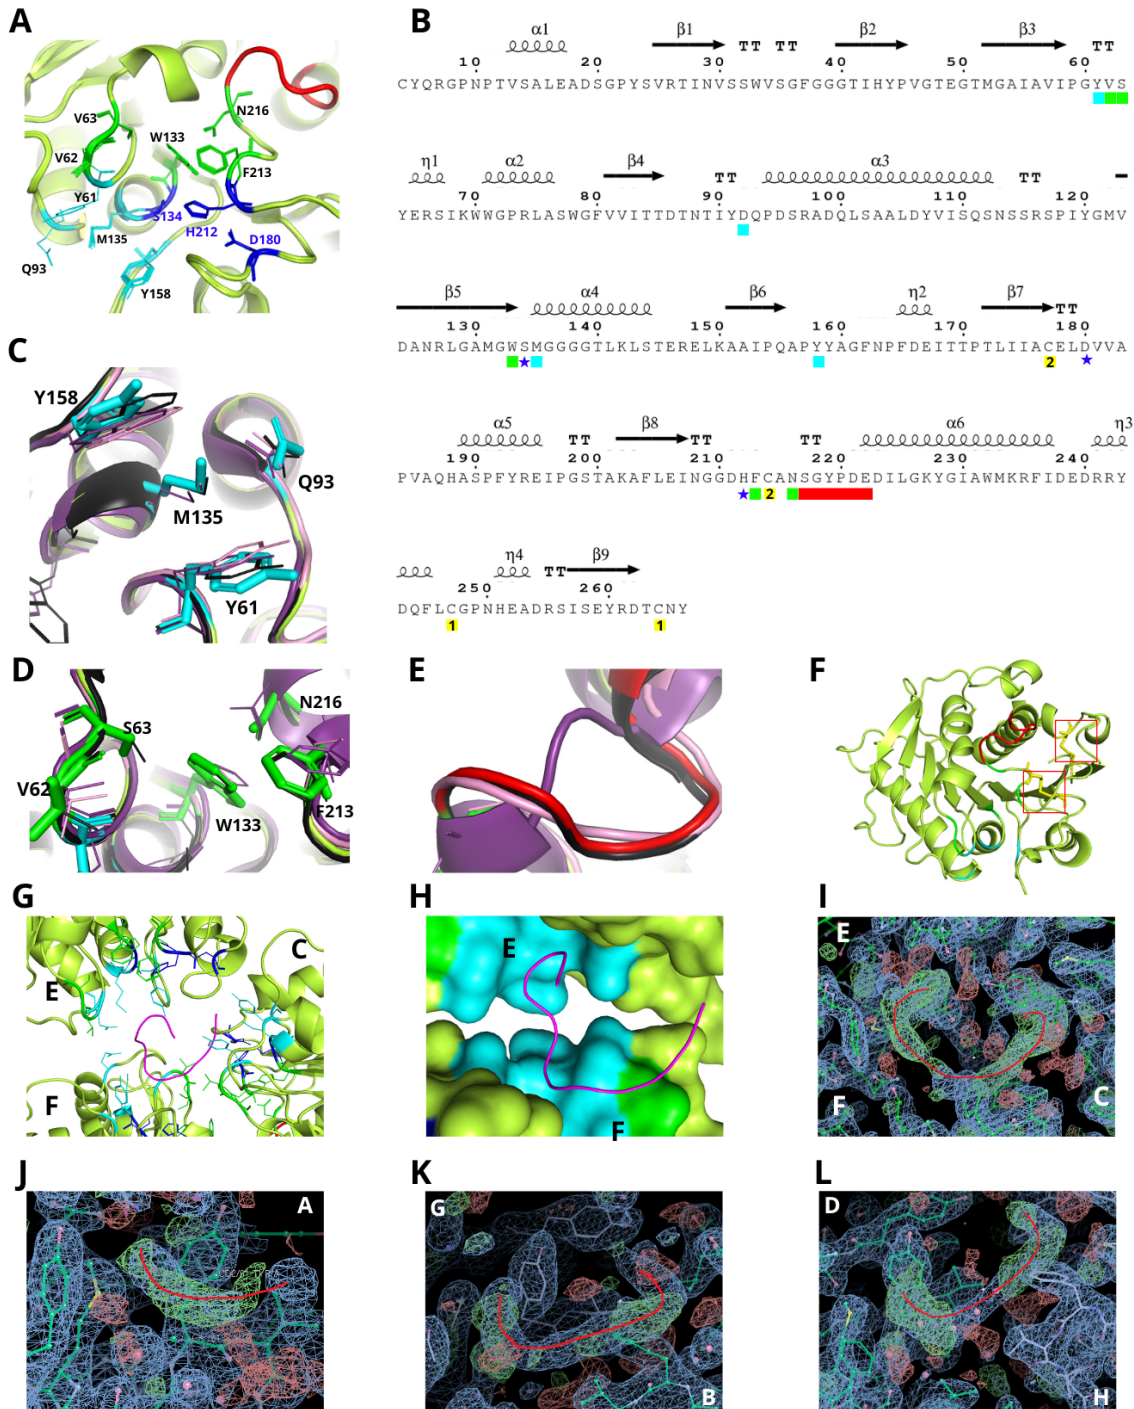 A
N216
V63
W133
V62
F213
Y61
S134
H212
M135
D180
Q93
Y158
B
α1 β1 TT TT β2 β3 TT
10 20 30 40 50 60
CYQRGPNPTVSALEADSGPYSVRTINVSSWVSGFGGGTIHYPVGTEGTMGAIAVIPGYVS
η1 α2 β4 TT α3 TT
70 80 90 100 110 120
YERSIKWWGPRLASWGFVVITTDTNTIYDQPDSRADQLSAALDYVISQSNSSRSPIYGMV
β5 α4 β6 η2 β7 TT
130 140 150 160 170 180
DANRLGAMGWSMGGGGTLKLSTERELKAAIPQAPYYAGFNPFDEITTPTLIIACELDVVA
2
α5 TT β8 TT TT α6 η3
190 200 210 220 230 240
PVAQHASPFYREIPGSTAKAFLEINGGDHFCANSGYPDEDILGKYGIAWMKRFIDEDRRY
2
η4 TT β9
250 260
DQFLCGPNHEADRSISEYRDTCNY
1 1
C
Y158
Q93
M135
Y61
D
N216
S63
V62
F213
W133
E
F
G
C
E
F
H
E
F
I
E
F
C
J
A
K
G
B
L
D
H